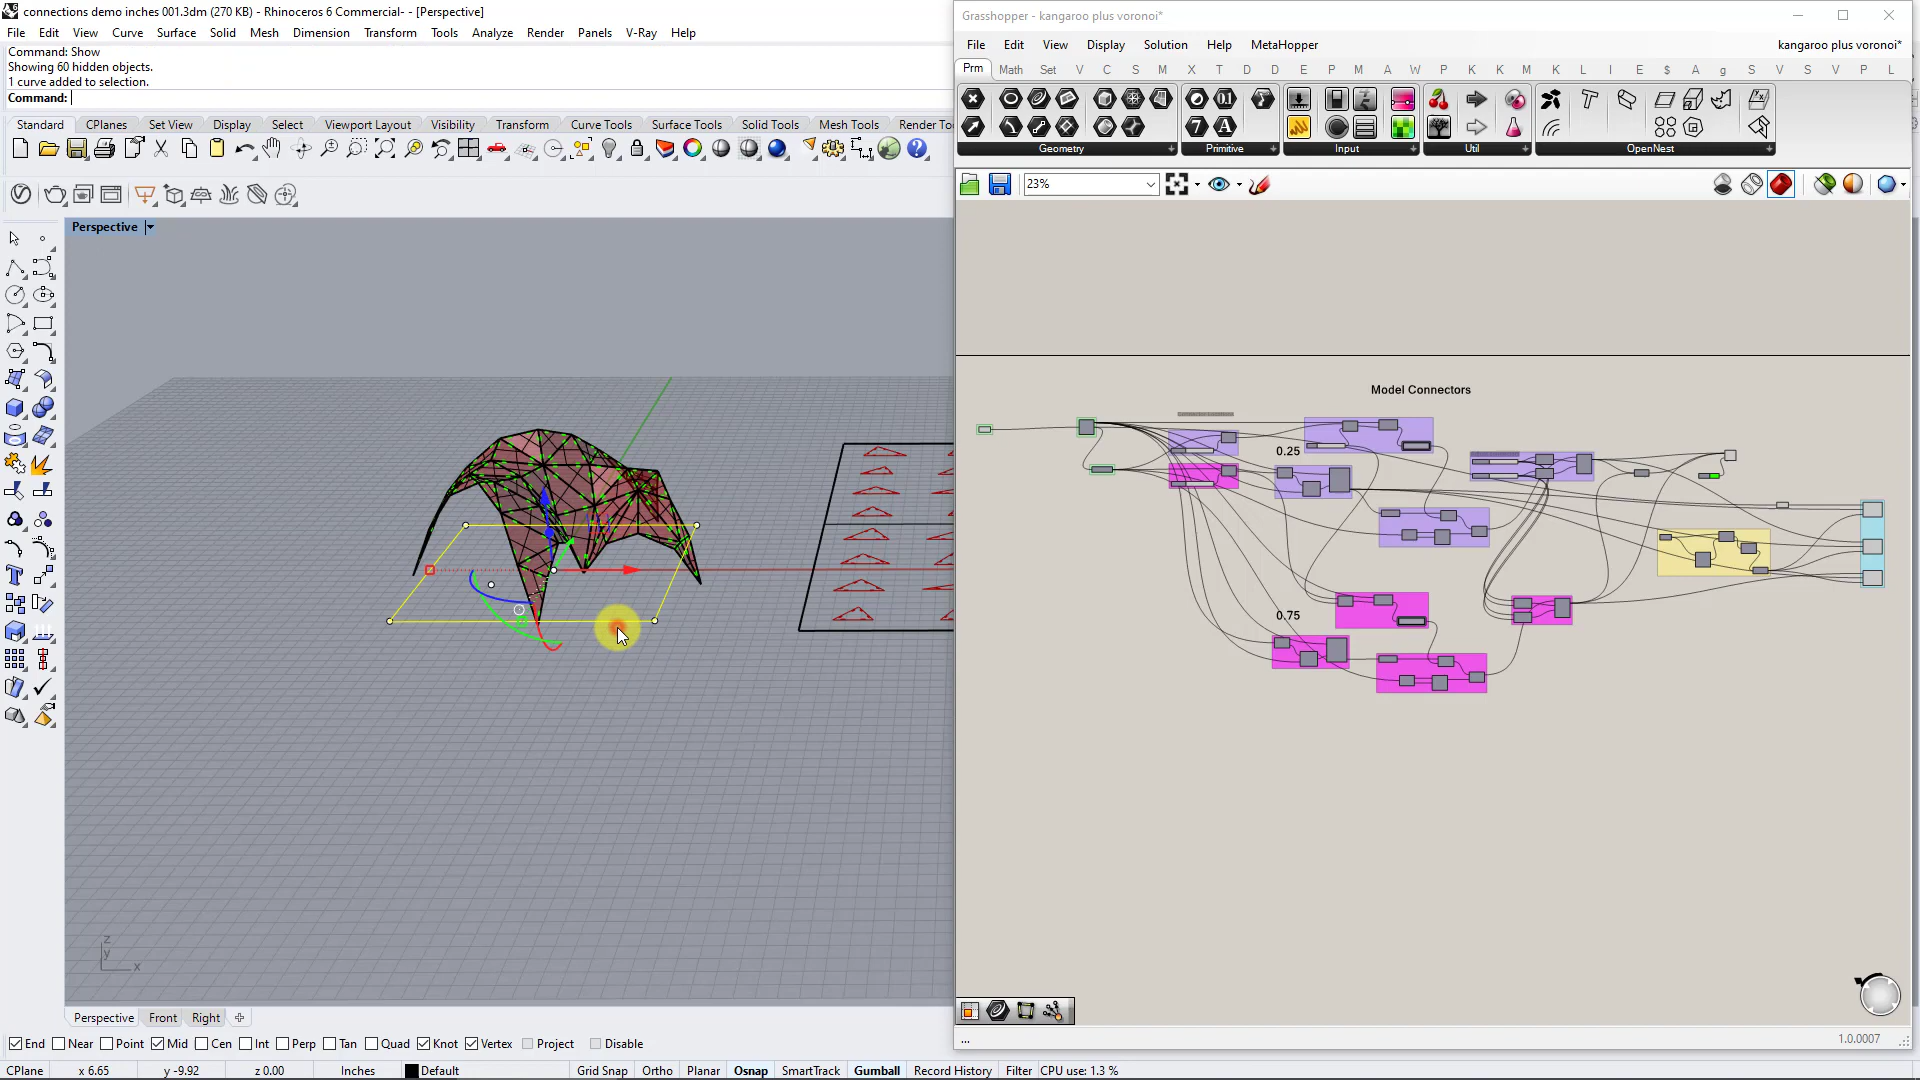 connections demo inches 001.3dm (270 KB) - Rhinoceros 6 Commercial- - [Perspective]
File Edit View Curve Surface Solid Mesh Dimension Transform Tools Analyze Render Panels V-Ray Help
Command: Show
Showing 60 hidden objects.
1 curve added to selection.
Command:
Standard CPlanes Set View Display Select Viewport Layout Visibility Transform Curve Tools Surface Tools Solid Tools Mesh Tools Render To
Perspective
z
y
x
Perspective Front Right
End Near Point Mid Cen Int Perp Tan Quad Knot Vertex Project Disable
CPlane x 6.65 y -9.92 z 0.00 Inches Default Grid Snap Ortho Planar Osnap SmartTrack Gumball Record History Filter CPU use: 1.3 %
Grasshopper - kangaroo plus voronoi*
File Edit View Display Solution Help MetaHopper kangaroo plus voronoi*
Prm Math Set V C S M X T D D E P M A W P K K M K L I E $ A g S V S V P L
Geometry Primitive Input Util OpenNest
23%
Model Connectors
0.25
0.75
...
1.0.0007